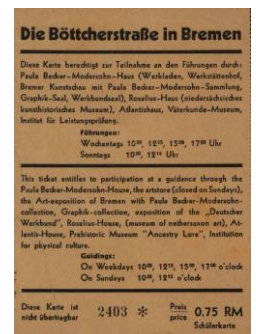 Die Böttcherstraße in Bremen
Diese Karte berechtigt zur Teilnahme an den Führungen durch:
Paula Becker-Modersohn-Haus (Werkladen, Werkstättenhof,
Bremer Kunstschau mit Paula Becker-Modersohn-Sammlung,
Graphik-Saal, Werkbundsaal), Roselius-Haus (niedersächsisches
kunsthistorisches Museum), Atlantishaus, Väterkunde-Museum,
Institut für Leistungsprüfung.
Führungen:
Wochentags 10³⁰, 12¹⁵, 15⁰⁰, 17⁰⁰ Uhr
Sonntags 10³⁰, 12¹⁵ Uhr
This ticket entitles to participation at a guidance through the
Paula Becker-Modersohn-House, the artstore (closed on Sundays),
the Art-exposition of Bremen with Paula Becker-Modersohn-
collection, Graphik-collection, exposition of the „Deutscher
Werkbund", Roselius-House, (museum of nethersaxon art), At-
lantis-House, Prehistoric Museum "Ancestry Lore", Institution
for physical culture.
Guidings:
On Weekdays 10³⁰, 12¹⁵, 15⁰⁰, 17⁰⁰ o'clock
On Sundays 10³⁰, 12¹⁵ o'clock
Diese Karte ist
nicht übertragbar
2403 *
Preis
price
0.75 RM
Schülerkarte